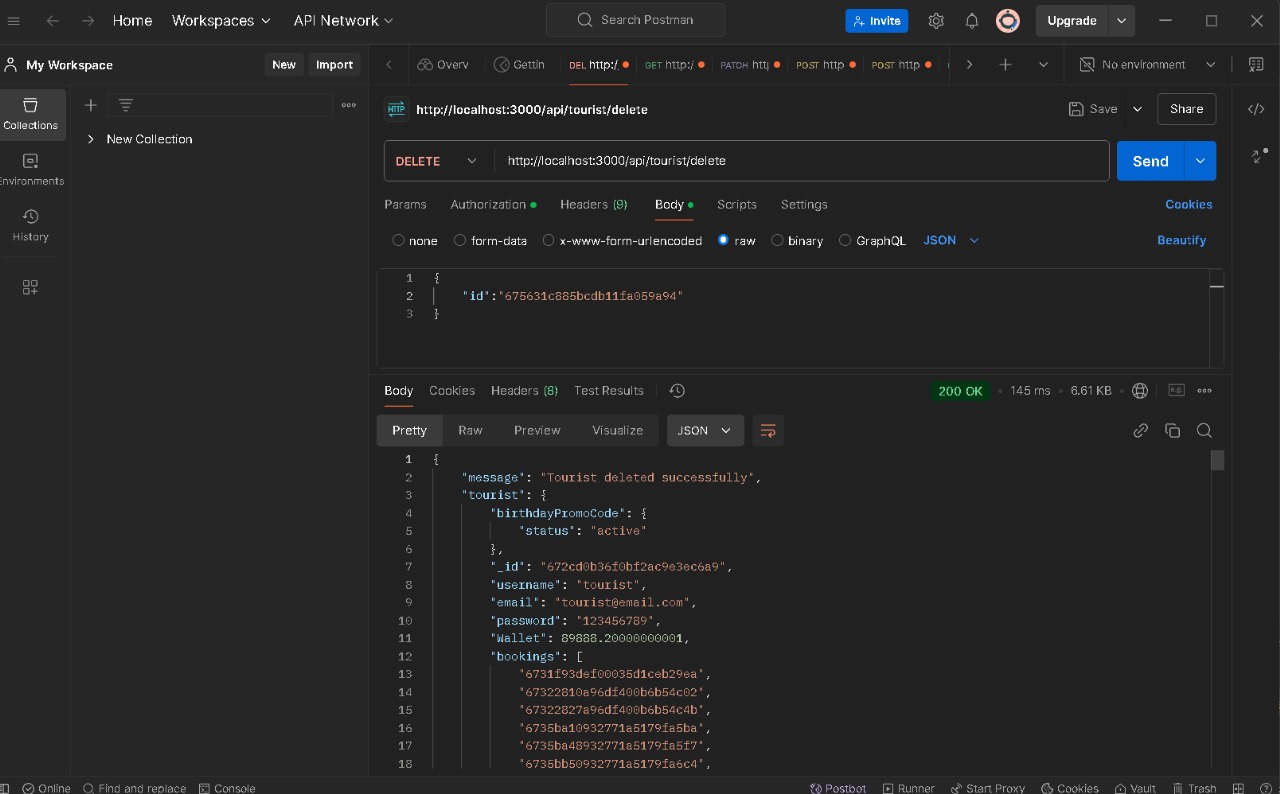 Home Workspaces API Network Search Postman Invite Upgrade
My Workspace New Import Overv Gettin DEL http:/. GET http:/ PATCH htt POST http POST http No environment
Collections
Environments
History
New Collection
HTTP http://localhost:3000/api/tourist/delete Save Share
DELETE http://localhost:3000/api/tourist/delete Send
Params Authorization Headers (9) Body Scripts Settings Cookies
none form-data x-www-form-urlencoded raw binary GraphQL JSON Beautify
1 {
2 "id":"675631c885bcdb11fa059a94"
3 }
Body Cookies Headers (8) Test Results 200 OK 145 ms 6.61 KB
Pretty Raw Preview Visualize JSON
1 {
2 "message": "Tourist deleted successfully",
3 "tourist": {
4 "birthdayPromoCode": {
5 "status": "active"
6 },
7 "_id": "672cd0b36f0bf2ac9e3ec6a9",
8 "username": "tourist",
9 "email": "tourist@email.com",
10 "password": "123456789",
11 "Wallet": 89888.20000000001,
12 "bookings": [
13 "6731f93def00035d1ceb29ea",
14 "67322810a96df400b6b54c02",
15 "67322827a96df400b6b54c4b",
16 "6735ba10932771a5179fa5ba",
17 "6735ba48932771a5179fa5f7",
18 "6735bb50932771a5179fa6c4",
Online Find and replace Console Postbot Runner Start Proxy Cookies Vault Trash